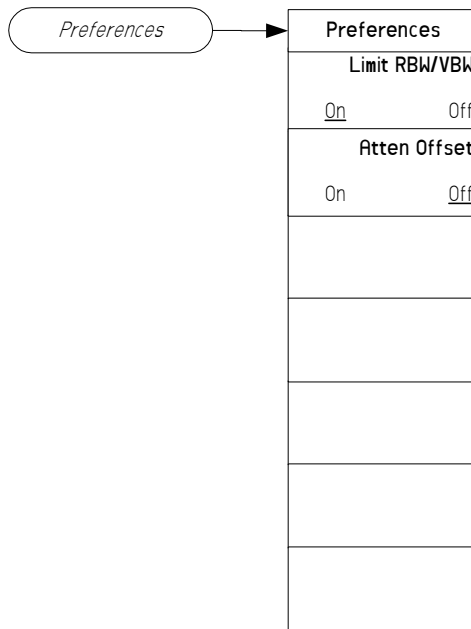 Preferences
Preferences
Limit RBW/VBW
On Off
Atten Offset
On Off